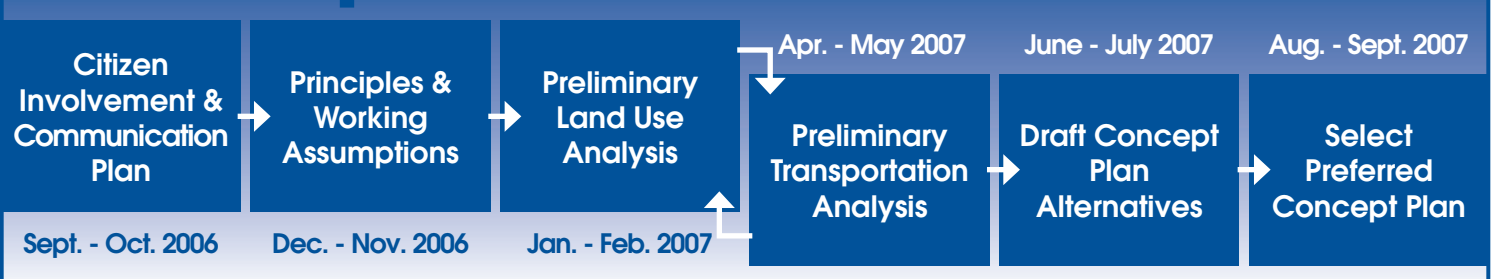 Citizen
Involvement &
Communication
Plan
Sept. - Oct. 2006
Principles &
Working
Assumptions
Dec. - Nov. 2006
Preliminary
Land Use
Analysis
Jan. - Feb. 2007
Apr. - May 2007
Preliminary
Transportation
Analysis
June - July 2007
Draft Concept
Plan
Alternatives
Aug. - Sept. 2007
Select
Preferred
Concept Plan